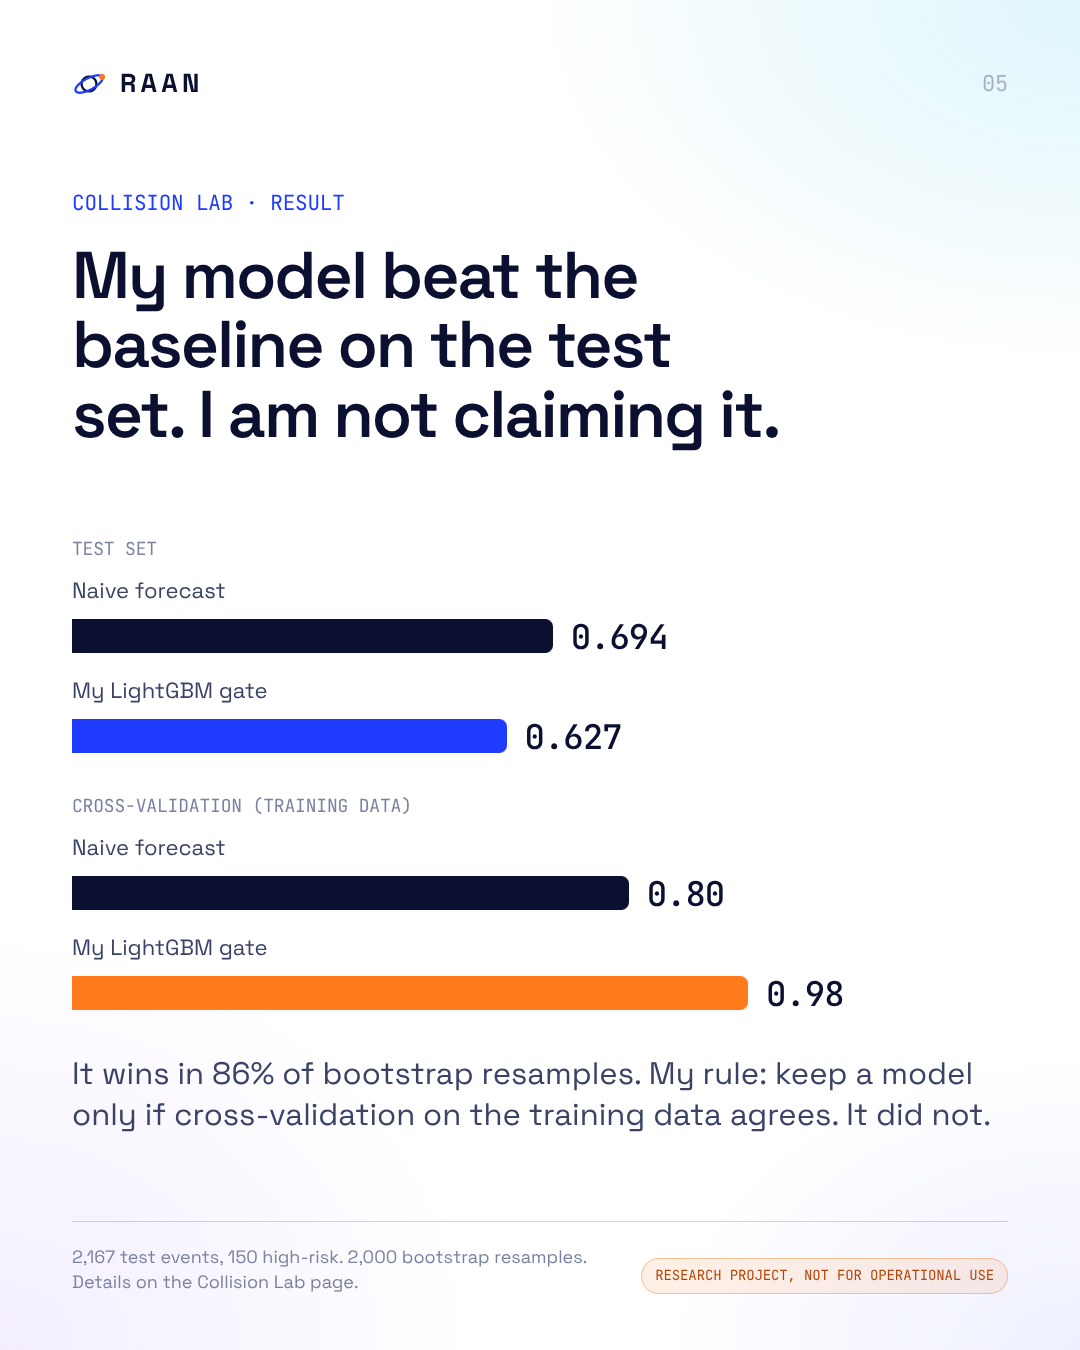 RAAN
05
COLLISION LAB · RESULT
My model beat the
baseline on the test
set. I am not claiming it.
TEST SET
Naive forecast
0.694
My LightGBM gate
0.627
CROSS-VALIDATION (TRAINING DATA)
Naive forecast
0.80
My LightGBM gate
0.98
It wins in 86% of bootstrap resamples. My rule: keep a model
only if cross-validation on the training data agrees. It did not.
2,167 test events, 150 high-risk. 2,000 bootstrap resamples.
Details on the Collision Lab page.
RESEARCH PROJECT, NOT FOR OPERATIONAL USE